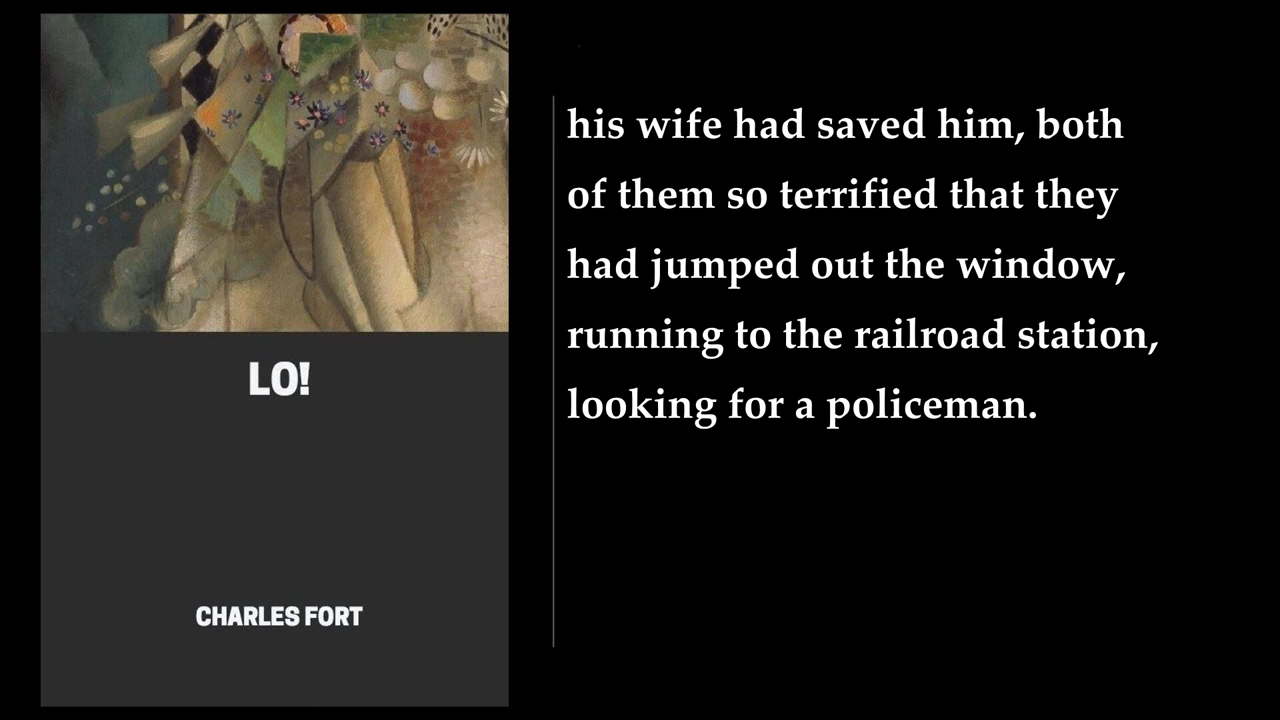 LO!
CHARLES FORT
his wife had saved him, both
of them so terrified that they
had jumped out the window,
running to the railroad station,
looking for a policeman.